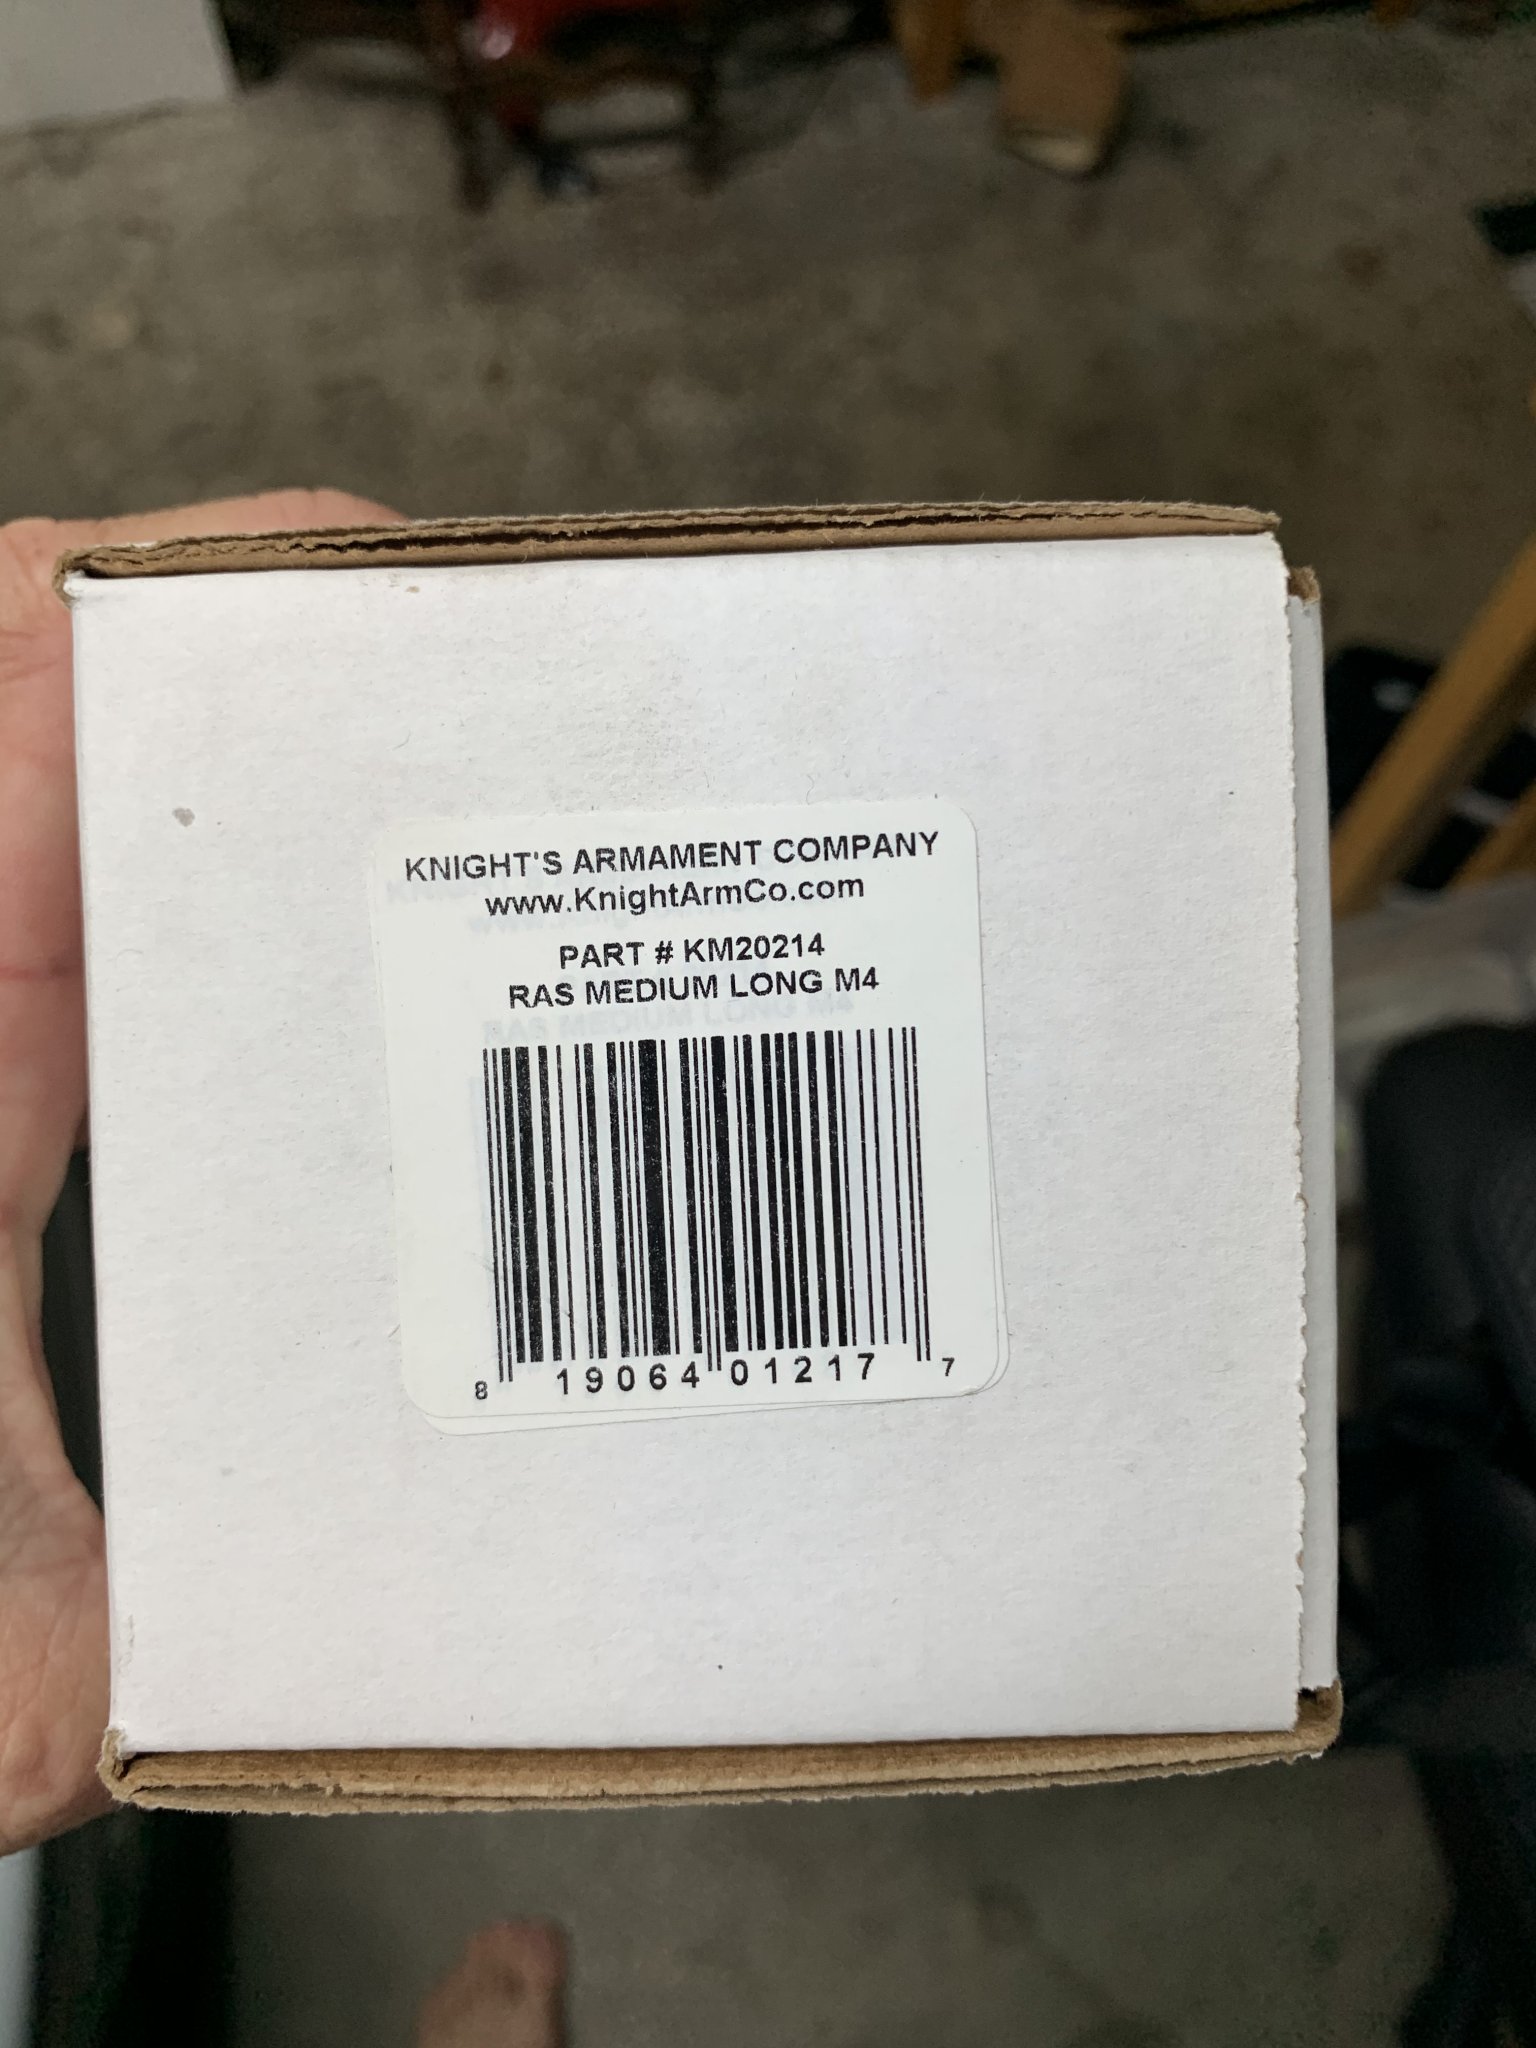 KNIGHT'S ARMAMENT COMPANY
www.KnightArmCo.com
PART # KM20214
RAS MEDIUM LONG M4
8 19064 01217 7